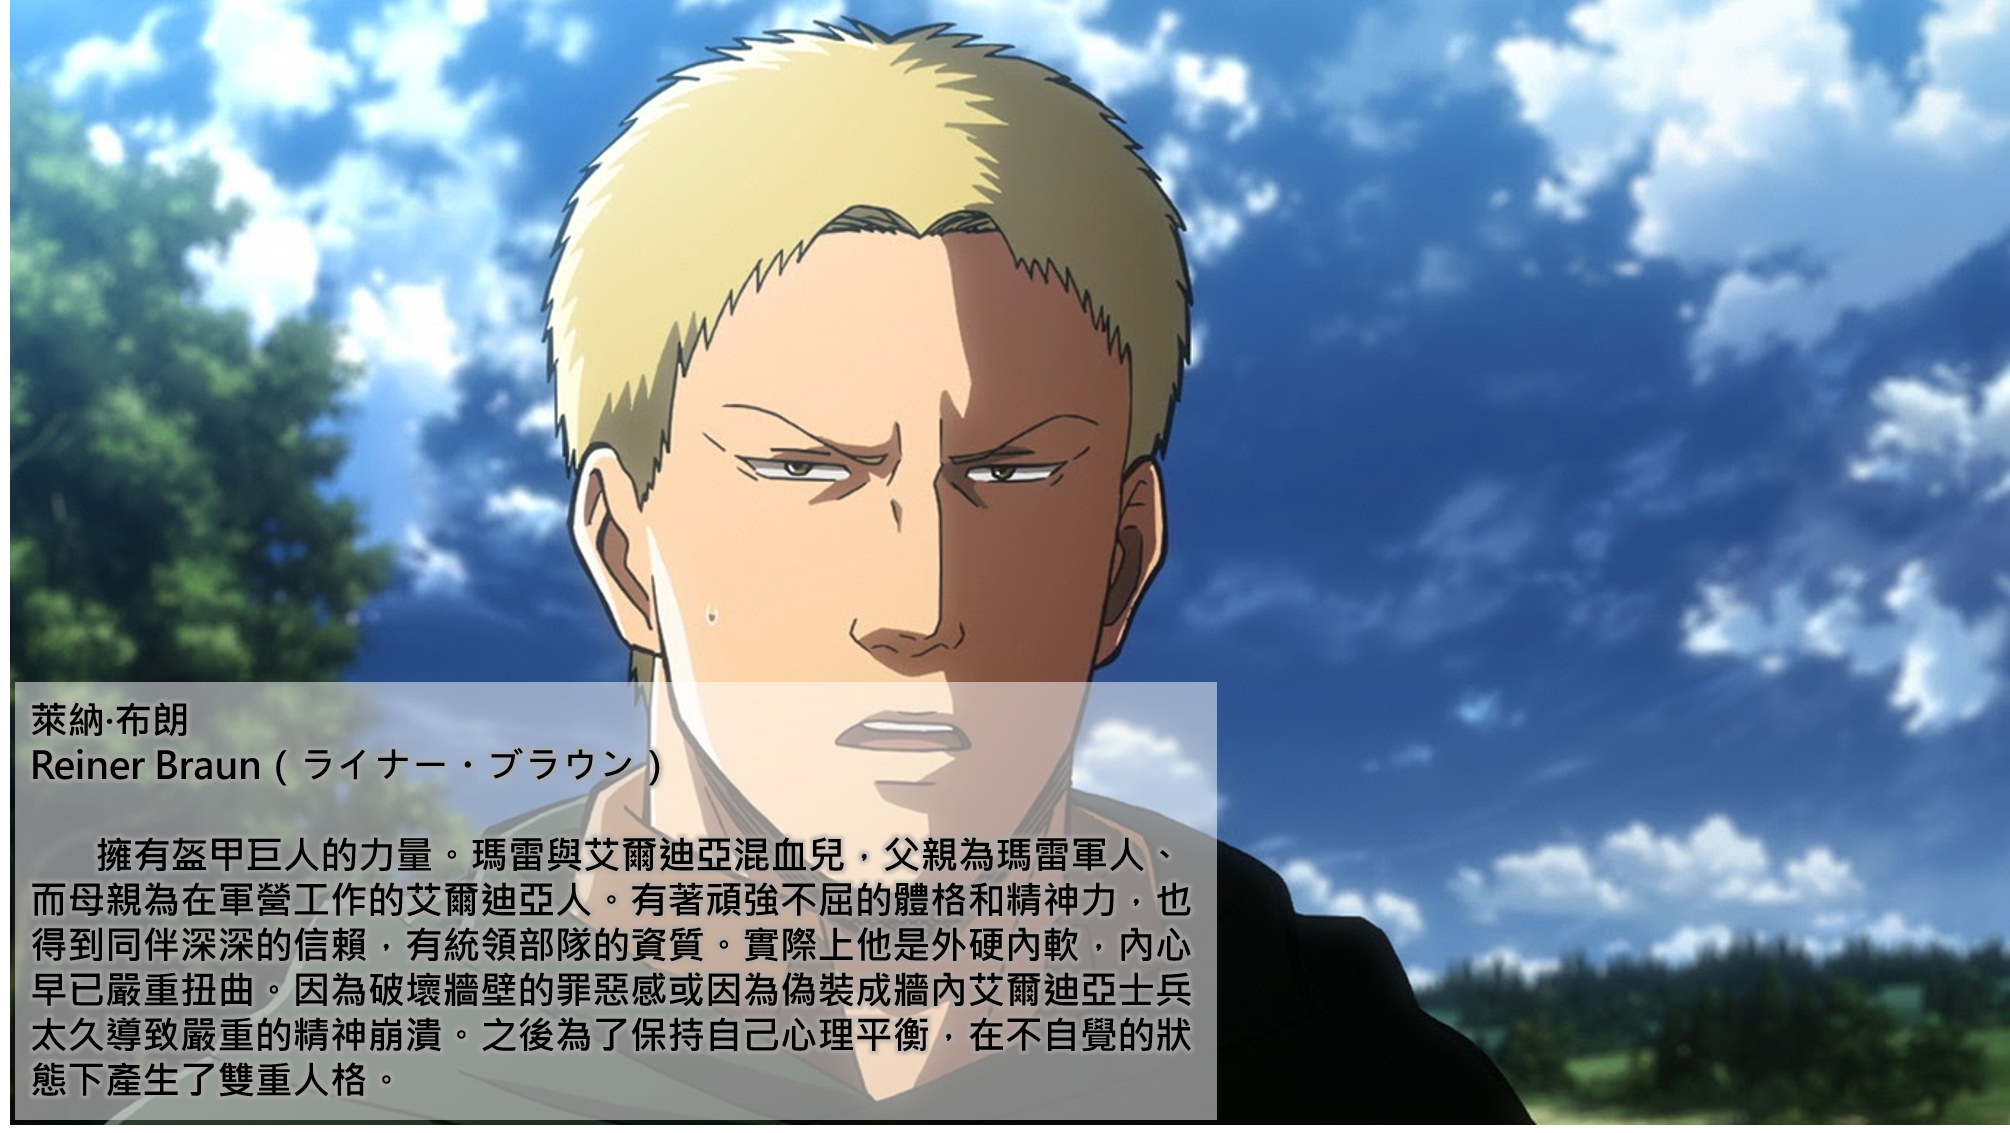 萊納·布朗
Reiner Braun（ライナー・ブラウン）
擁有盔甲巨人的力量。瑪雷與艾爾迪亞混血兒，父親為瑪雷軍人、
而母親為在軍營工作的艾爾迪亞人。有著頑強不屈的體格和精神力，也
得到同伴深深的信賴，有統領部隊的資質。實際上他是外硬內軟，內心
早已嚴重扭曲。因為破壞牆壁的罪惡感或因為偽裝成牆內艾爾迪亞士兵
太久導致嚴重的精神崩潰。之後為了保持自己心理平衡，在不自覺的狀
態下產生了雙重人格。